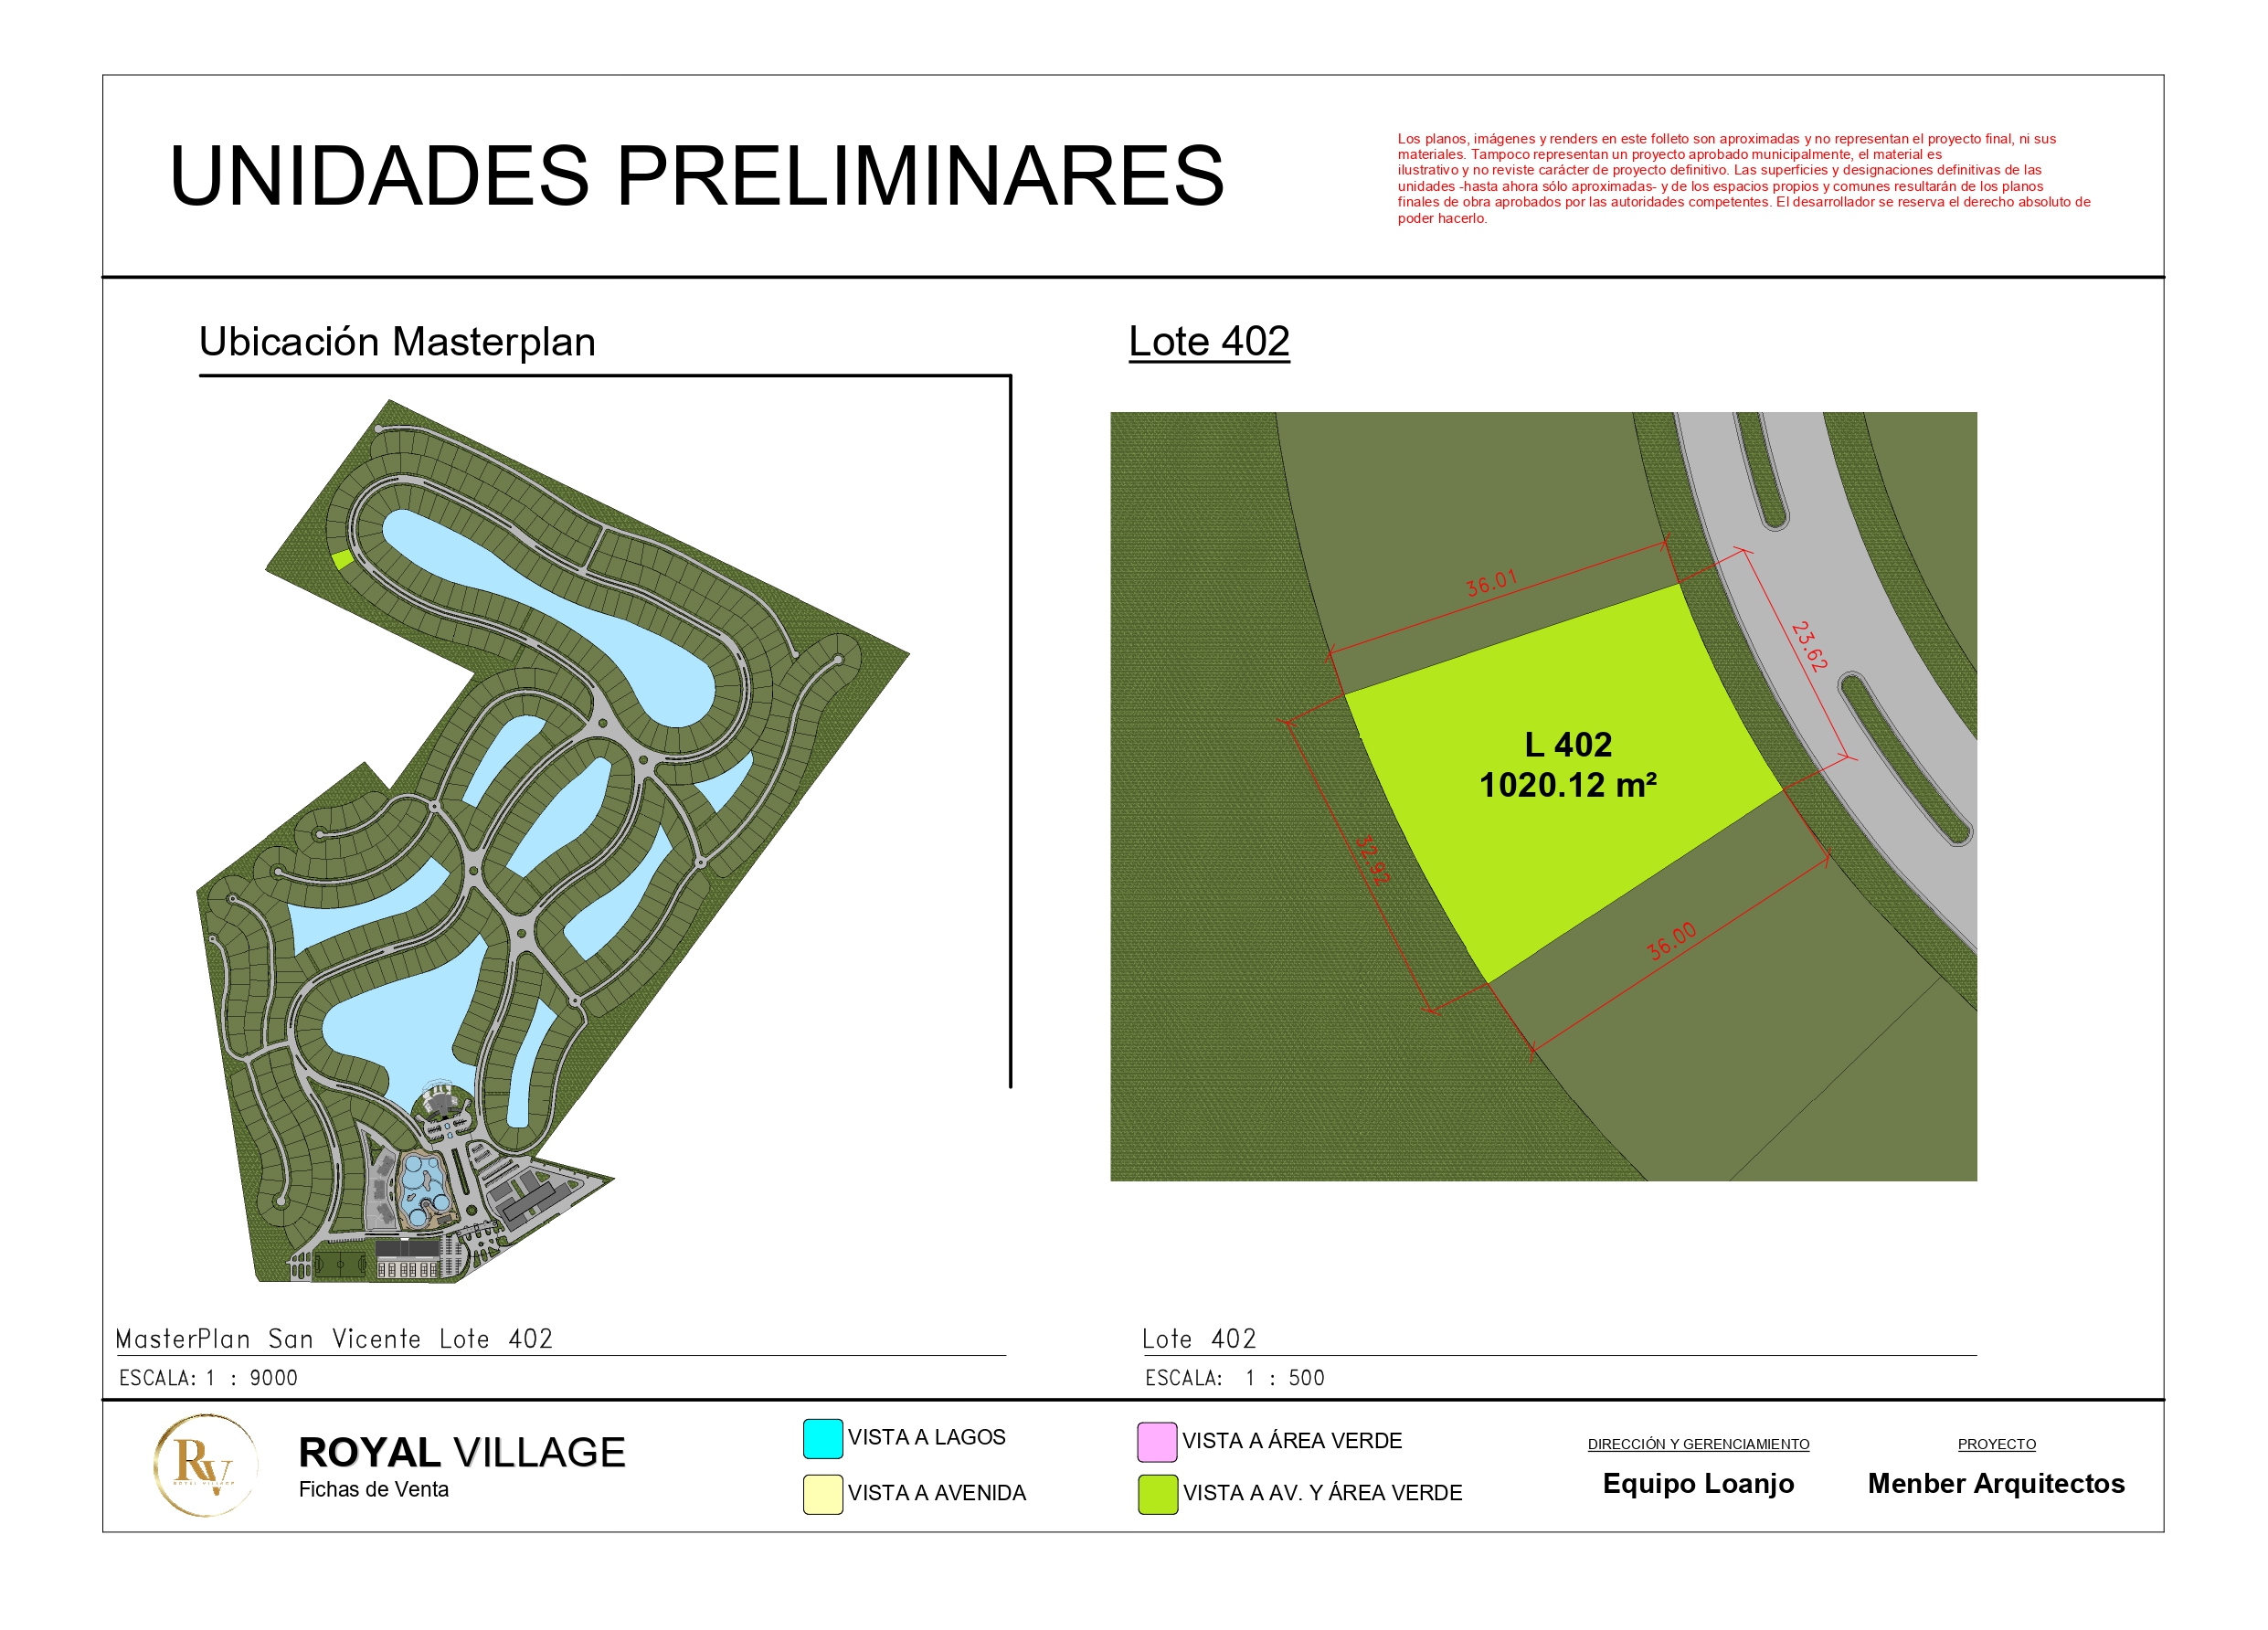 UNIDADES PRELIMINARES
Los planos, imágenes y renders en este folleto son aproximadas y no representan el proyecto final, ni sus
materiales. Tampoco representan un proyecto aprobado municipalmente, el material es
ilustrativo y no reviste carácter de proyecto definitivo. Las superficies y designaciones definitivas de las
unidades -hasta ahora sólo aproximadas- y de los espacios propios y comunes resultarán de los planos
finales de obra aprobados por las autoridades competentes. El desarrollador se reserva el derecho absoluto de
poder hacerlo.
Ubicación Masterplan
Lote 402
36.01
23.62
L 402
1020.12 m²
32.92
36.00
MasterPlan San Vicente Lote 402
ESCALA: 1 : 9000
Lote 402
ESCALA: 1 : 500
RV
ROYAL VILLAGE
ROYAL VILLAGE
Fichas de Venta
VISTA A LAGOS
VISTA A AVENIDA
VISTA A ÁREA VERDE
VISTA A AV. Y ÁREA VERDE
DIRECCIÓN Y GERENCIAMIENTO
Equipo Loanjo
PROYECTO
Menber Arquitectos